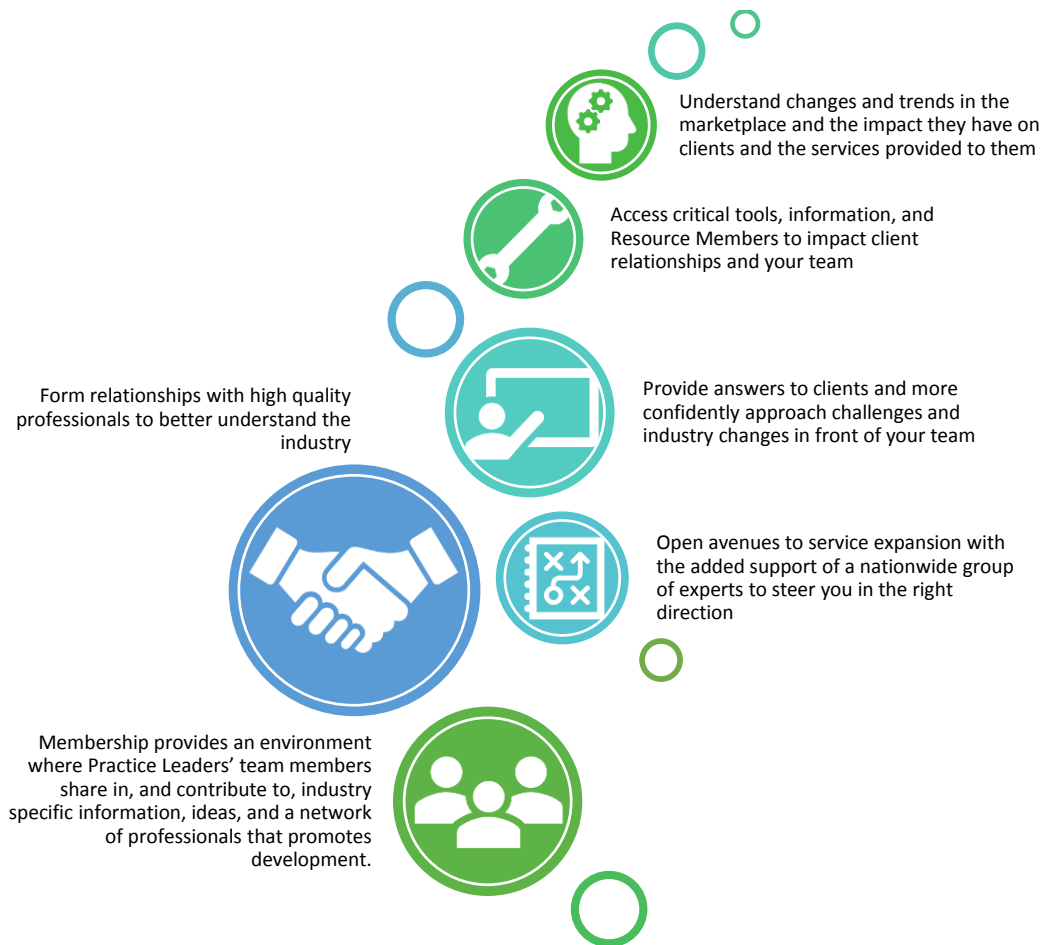 Understand changes and trends in the
marketplace and the impact they have on
clients and the services provided to them
Access critical tools, information, and
Resource Members to impact client
relationships and your team
Form relationships with high quality
professionals to better understand the
industry
Provide answers to clients and more
confidently approach challenges and
industry changes in front of your team
Open avenues to service expansion with
the added support of a nationwide group
of experts to steer you in the right
direction
Membership provides an environment
where Practice Leaders’ team members
share in, and contribute to, industry
specific information, ideas, and a network
of professionals that promotes
development.